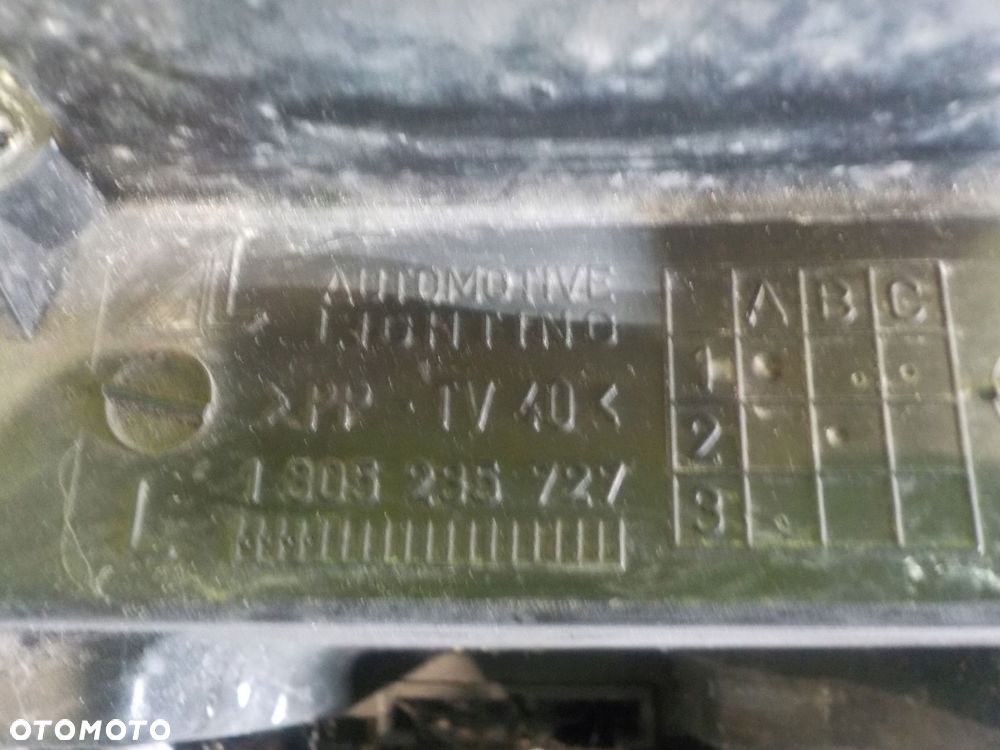 AUTOMOTIVE
LIGHTING
>PP - TV 40<
1 305 235 727
A B C
1
2
3
OTOMOTO